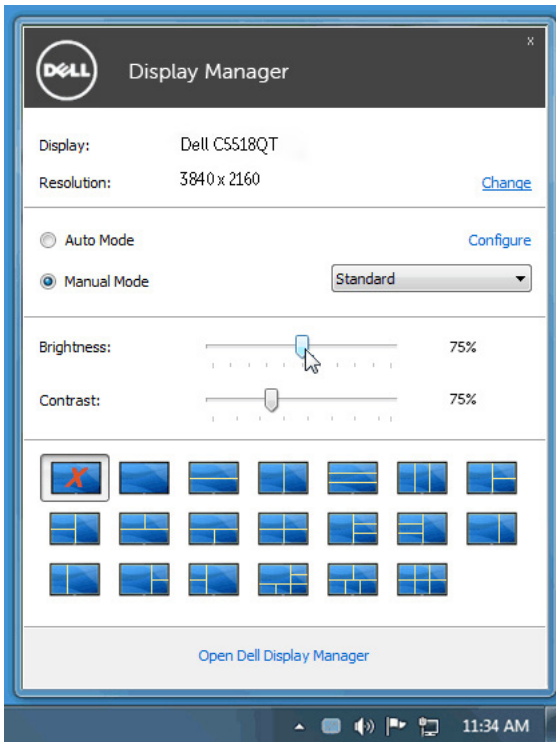 DELL Display Manager x
Display: Dell C5518QT
Resolution: 3840 x 2160 Change
Auto Mode Configure
Manual Mode Standard
Brightness: 75%
Contrast: 75%
X
Open Dell Display Manager
11:34 AM